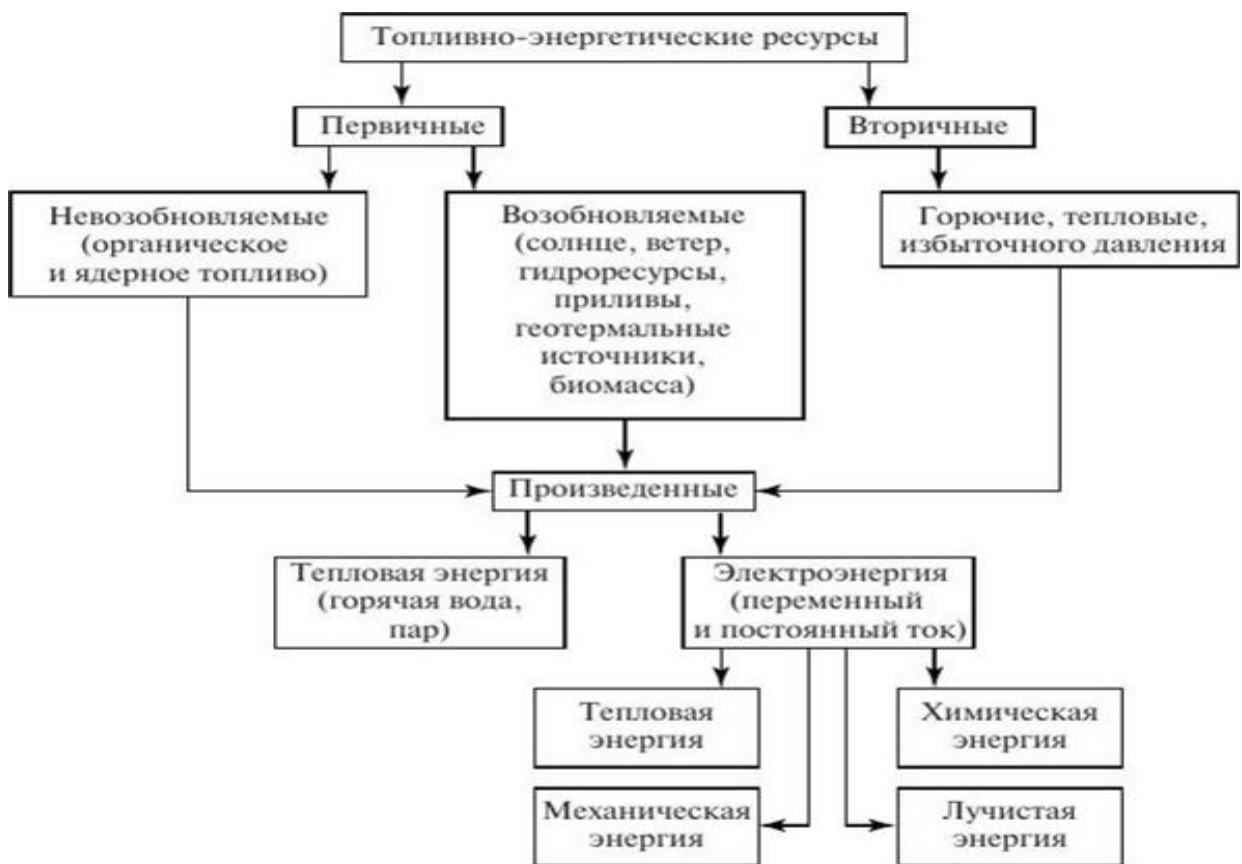 Топливно-энергетические ресурсы
Первичные
Вторичные
Невозобновляемые
(органическое
и ядерное топливо)
Возобновляемые
(солнце, ветер,
гидроресурсы,
приливы,
геотермальные
источники,
биомасса)
Горючие, тепловые,
избыточного давления
Произведенные
Тепловая энергия
(горячая вода,
пар)
Электроэнергия
(переменный
и постоянный ток)
Тепловая
энергия
Химическая
энергия
Механическая
энергия
Лучистая
энергия